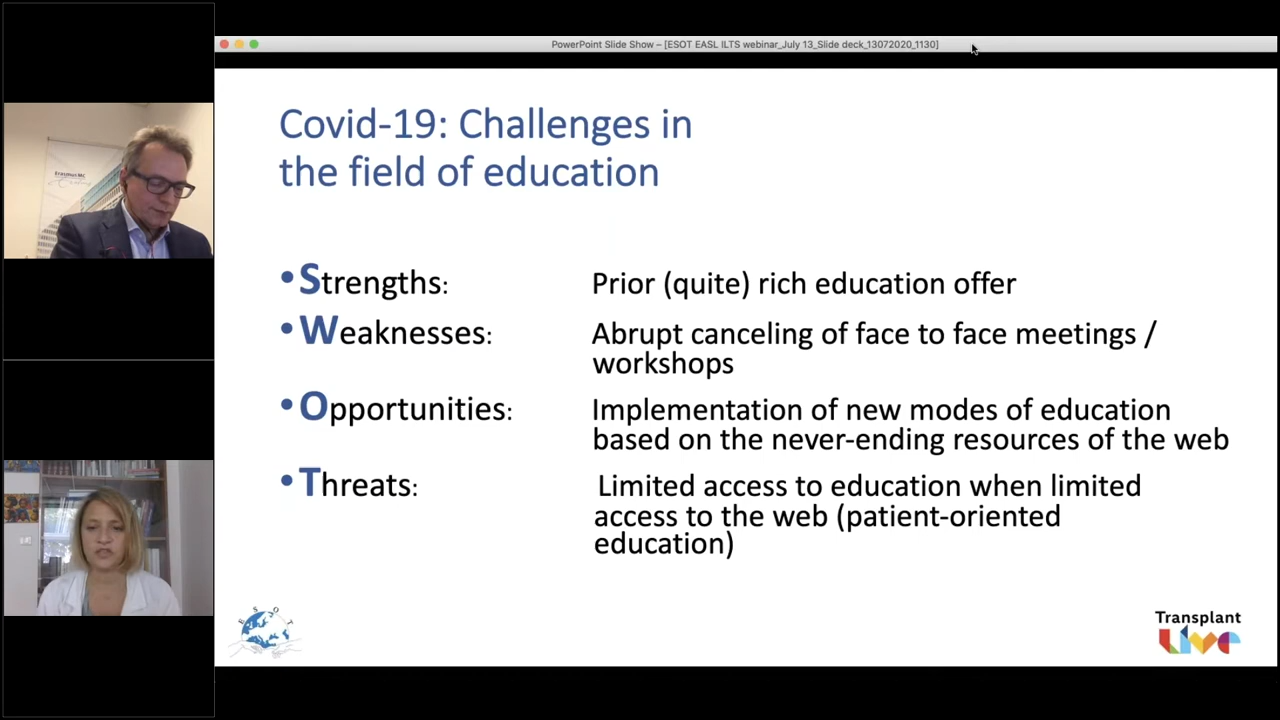 PowerPoint Slide Show – [ESOT EASL ILTS webinar_July 13_Slide deck_13072020_1130]
Covid-19: Challenges in
the field of education
•Strengths: Prior (quite) rich education offer
•Weaknesses: Abrupt canceling of face to face meetings /
workshops
•Opportunities: Implementation of new modes of education
based on the never-ending resources of the web
•Threats: Limited access to education when limited
access to the web (patient-oriented
education)
E S O T
Transplant
Live
Erasmus MC